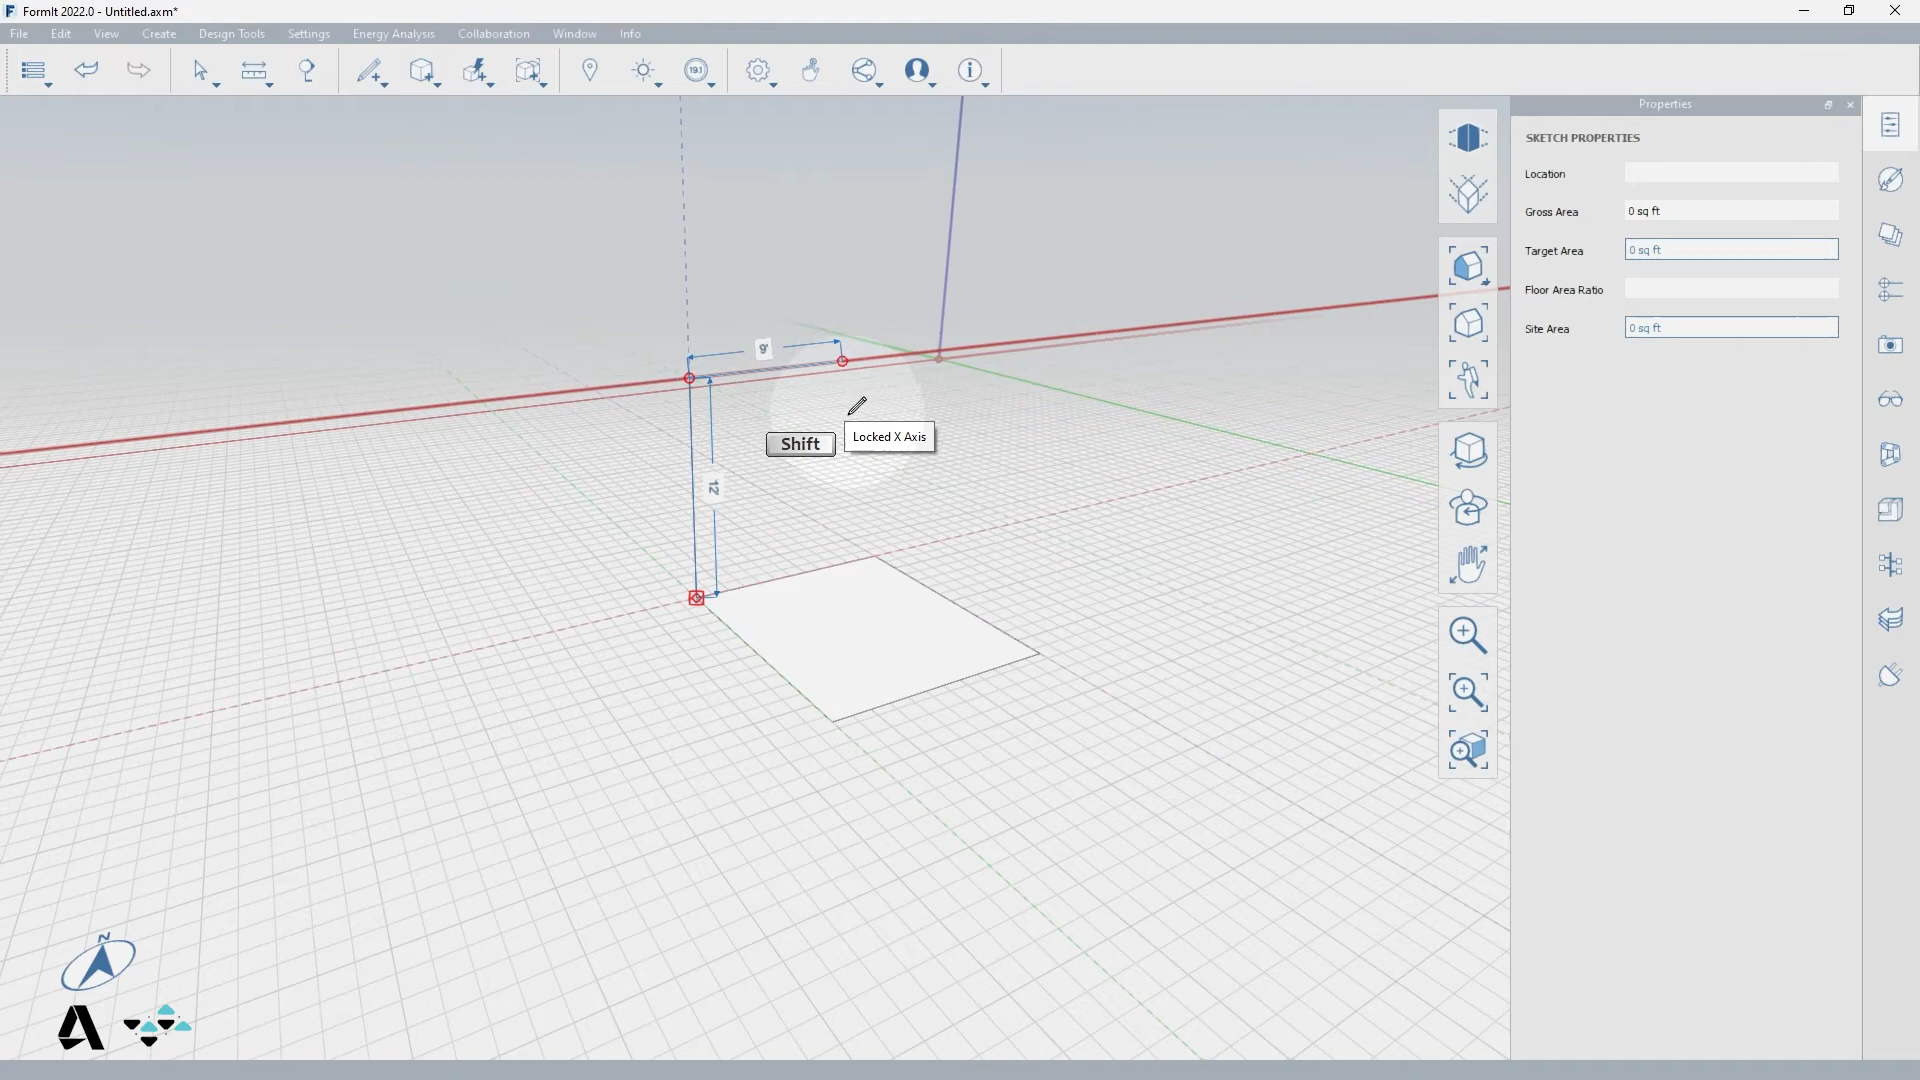 FormIt 2022.0 - Untitled.axm*
File Edit View Create Design Tools Settings Energy Analysis Collaboration Window Info
19.1
Properties
SKETCH PROPERTIES
Location
Gross Area 0 sq ft
Target Area 0 sq ft
Floor Area Ratio
Site Area 0 sq ft
9'
Shift
Locked X Axis
12'
N